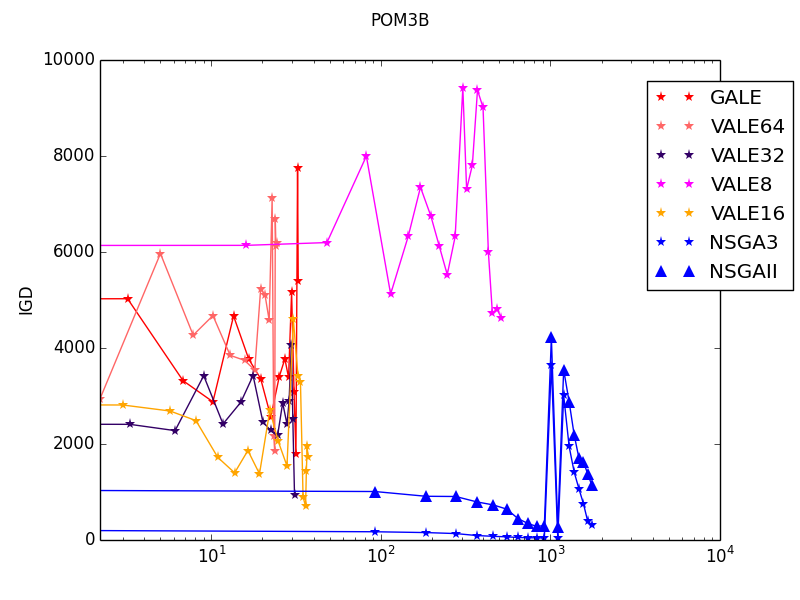 POM3B
10000
8000
6000
4000
2000
0
IGD
10¹
10²
10³
10⁴
GALE
VALE64
VALE32
VALE8
VALE16
NSGA3
NSGAII